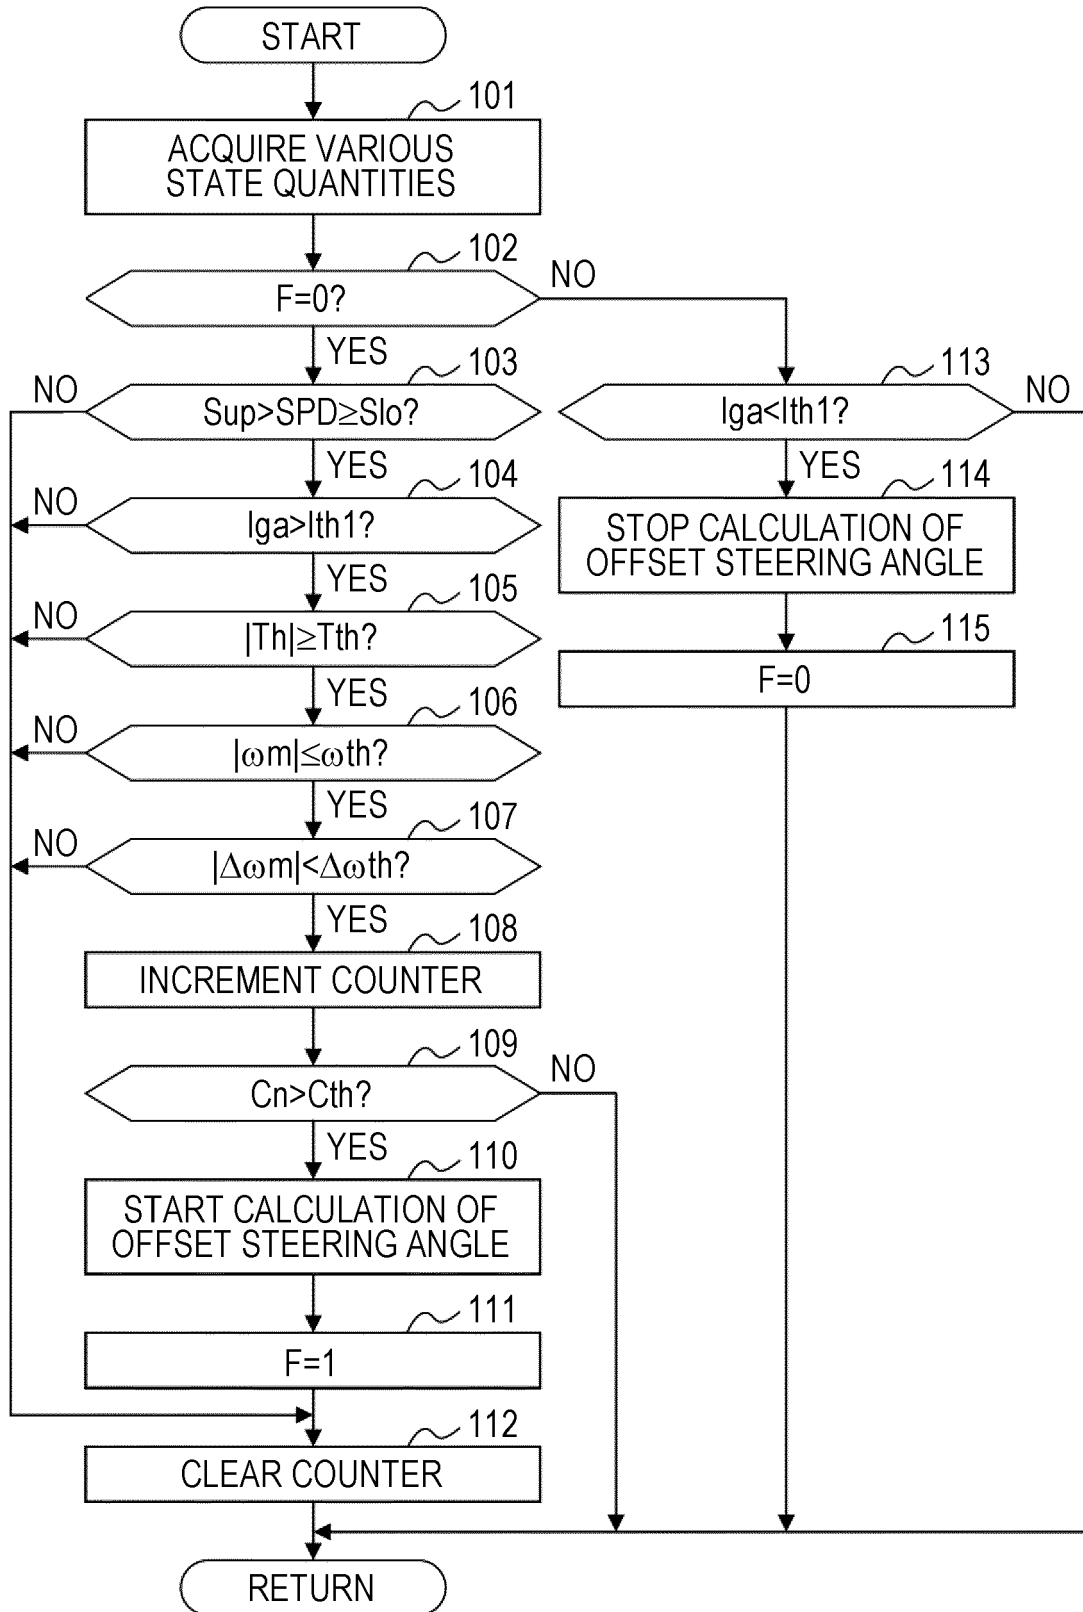 START
101
ACQUIRE VARIOUS
STATE QUANTITIES
102
F=0?
NO
YES
103
NO
Sup>SPD≥Slo?
YES
104
NO
Iga>Ith1?
YES
105
NO
|Th|≥Tth?
YES
106
NO
|ωm|≤ωth?
YES
107
NO
|Δωm|<Δωth?
YES
108
INCREMENT COUNTER
109
Cn>Cth?
NO
YES
110
START CALCULATION OF
OFFSET STEERING ANGLE
111
F=1
112
CLEAR COUNTER
RETURN
113
Iga<Ith1?
NO
YES
114
STOP CALCULATION OF
OFFSET STEERING ANGLE
115
F=0